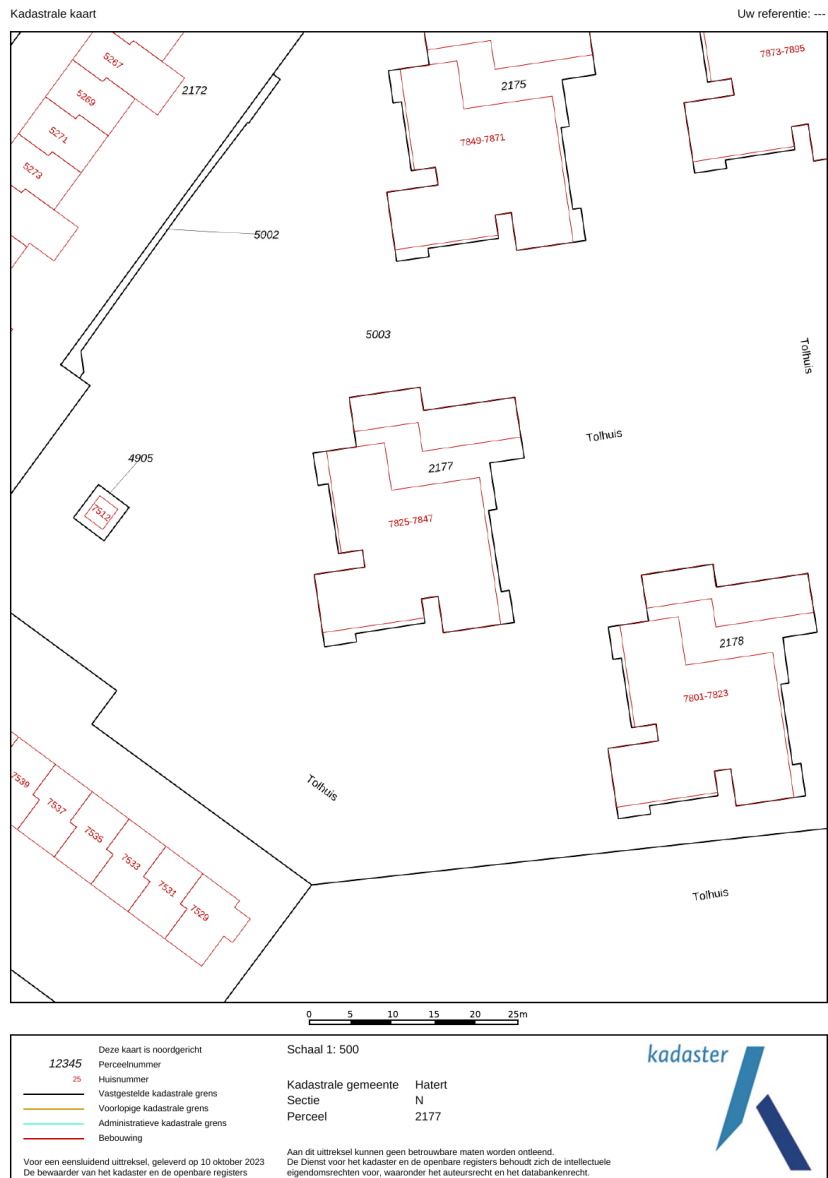 Kadastrale kaart
Uw referentie: ---
5267
2172
5269
5271
5273
2175
7849-7871
7873-7895
5002
5003
Tolhuis
Tolhuis
4905
7512
2177
7825-7847
2178
7801-7823
Tolhuis
7539
7537
7535
7533
7531
7529
Tolhuis
0 5 10 15 20 25m
Deze kaart is noordgericht
12345 Perceelnummer
25 Huisnummer
Vastgestelde kadastrale grens
Voorlopige kadastrale grens
Administratieve kadastrale grens
Bebouwing
Voor een eensluidend uittreksel, geleverd op 10 oktober 2023
De bewaarder van het kadaster en de openbare registers
Schaal 1: 500
Kadastrale gemeente Hatert
Sectie N
Perceel 2177
Aan dit uittreksel kunnen geen betrouwbare maten worden ontleend.
De Dienst voor het kadaster en de openbare registers behoudt zich de intellectuele
eigendomsrechten voor, waaronder het auteursrecht en het databankenrecht.
kadaster